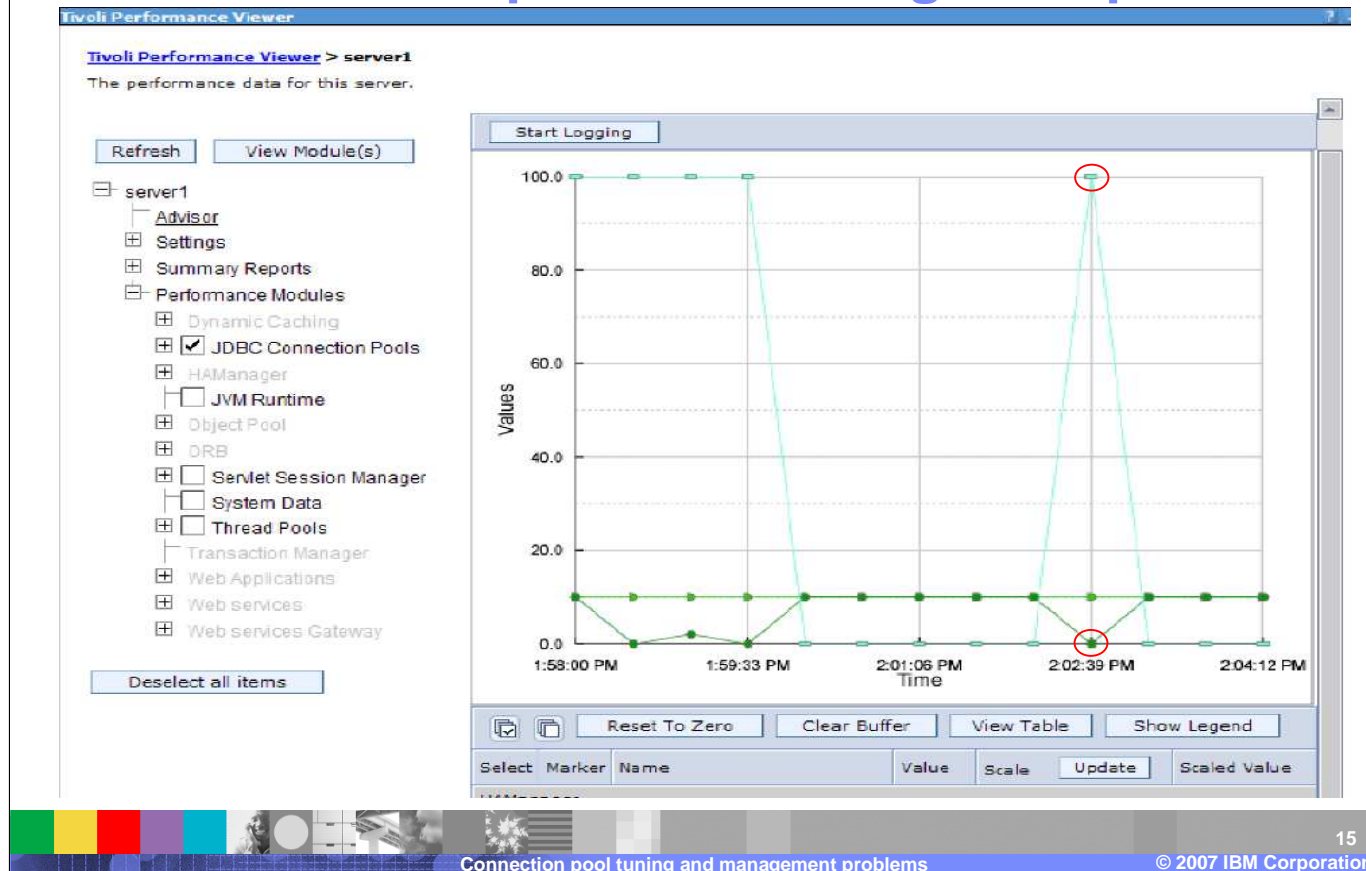 Tivoli Performance Viewer
?
Tivoli Performance Viewer > server1
The performance data for this server.
Refresh
View Module(s)
server1
Advisor
Settings
Summary Reports
Performance Modules
Dynamic Caching
JDBC Connection Pools
HAManager
JVM Runtime
Object Pool
ORB
Servlet Session Manager
System Data
Thread Pools
Transaction Manager
Web Applications
Web services
Web services Gateway
Deselect all items
Start Logging
100.0
80.0
60.0
40.0
20.0
0.0
Values
1:58:00 PM 1:59:33 PM 2:01:06 PM 2:02:39 PM 2:04:12 PM
Time
Reset To Zero Clear Buffer View Table Show Legend
Select Marker Name Value Scale Update Scaled Value
15
Connection pool tuning and management problems © 2007 IBM Corporation